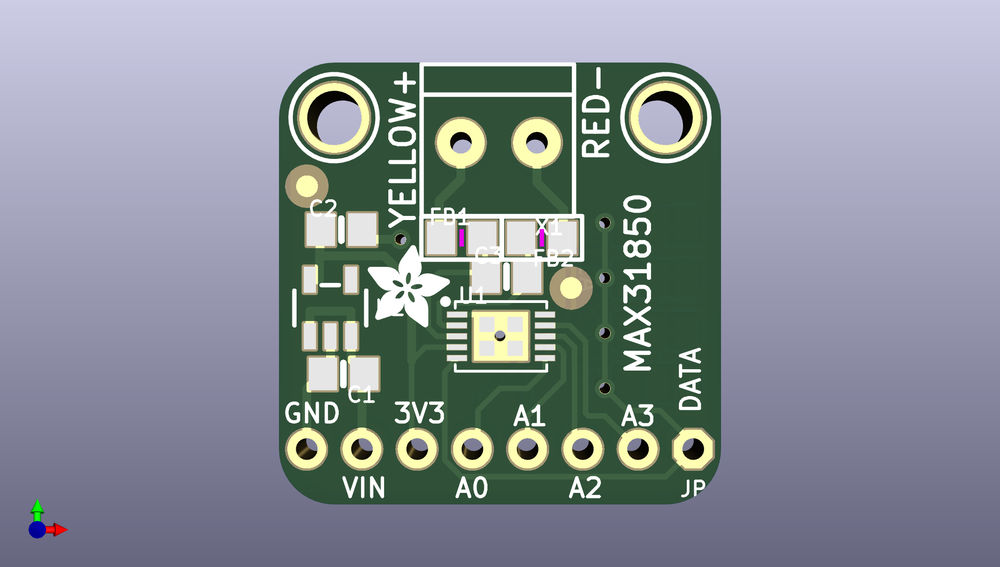 YELLOW+
RED-
C2
FB1
X1
C3
FB2
U1
MAX31850
C1
DATA
GND
3V3
A1
A3
VIN
A0
A2
JP